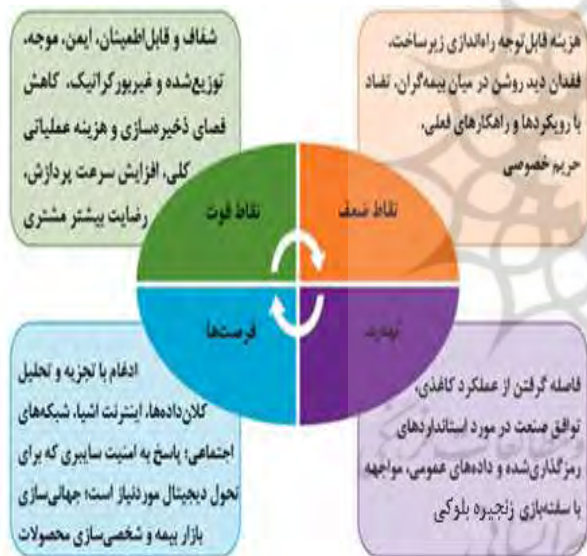 هزینه قابل‌توجه راه‌اندازی زیرساخت،
فقدان دید روشن در میان بیمه‌گران، تضاد
با رویکردها و راهکارهای فعلی،
حریم خصوصی
شفاف و قابل‌اطمینان، ایمن، موجه،
توزیع‌شده و غیربورکراتیک، کاهش
فضای ذخیره‌سازی و هزینه عملیاتی
کلی، افزایش سرعت پردازش،
رضایت بیشتر مشتری
نقاط ضعف
نقاط قوت
تهدید
فرصت‌ها
فاصله گرفتن از عملکرد کاغذی،
توافق صنعت در مورد استانداردهای
رمزگذاری‌شده و داده‌های عمومی، مواجهه
با سفته‌بازی زنجیره بلوکی
ادغام با تجزیه و تحلیل
کلان‌داده‌ها، اینترنت اشیا، شبکه‌های
اجتماعی؛ پاسخ به امنیت سایبری که برای
تحول دیجیتال موردنیاز است؛ جهانی‌سازی
بازار بیمه و شخصی‌سازی محصولات